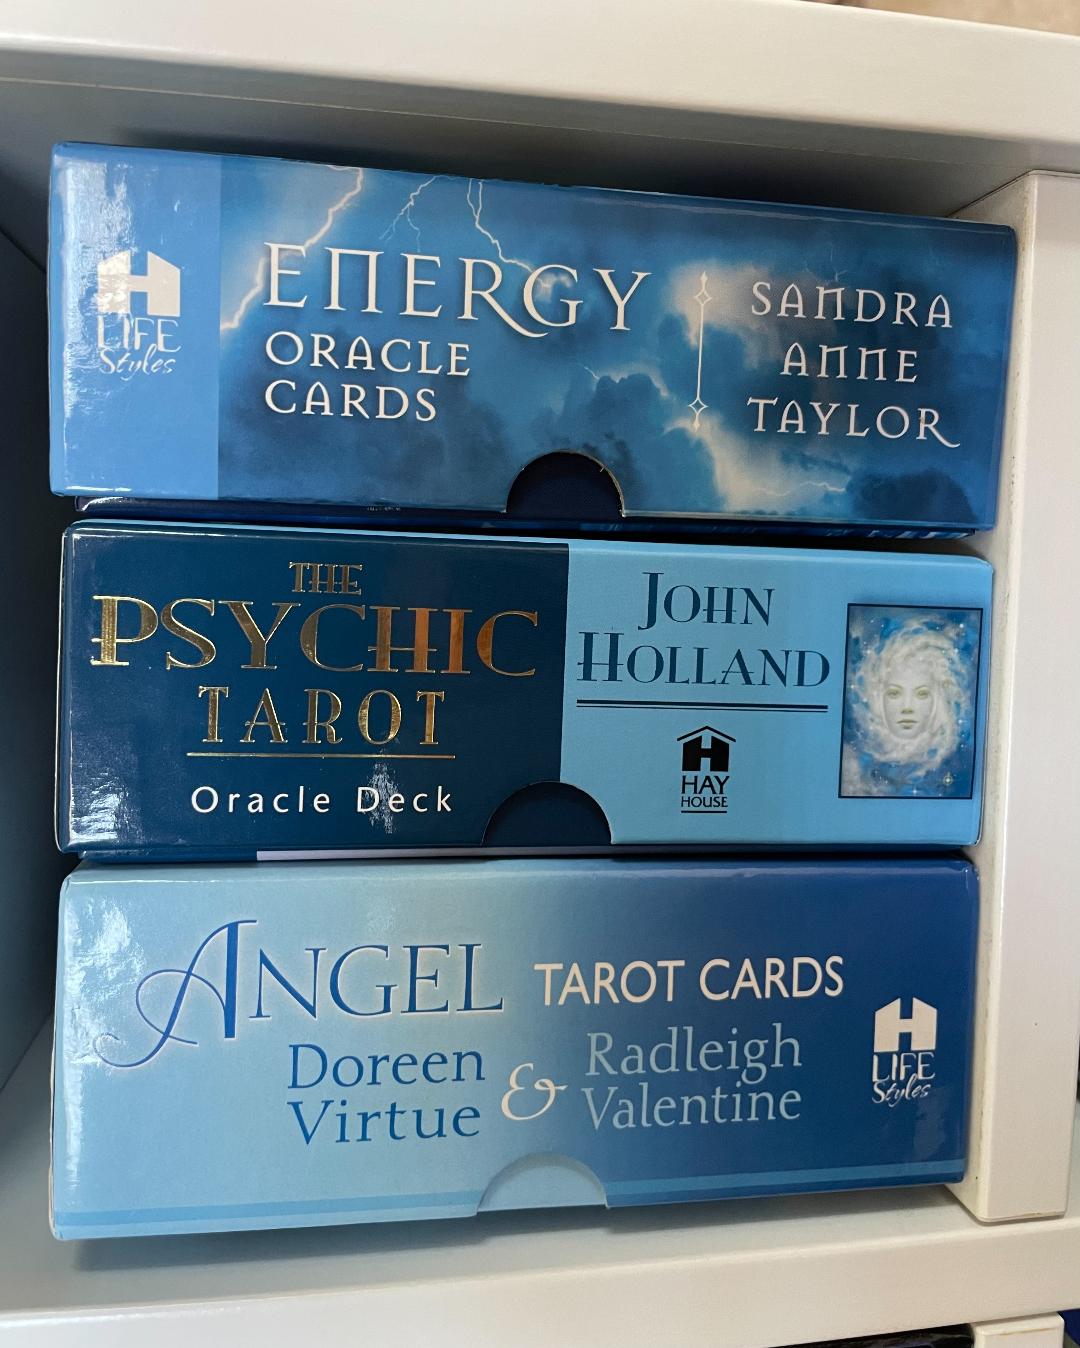 ENERGY
ORACLE
CARDS
SANDRA
ANNE
TAYLOR
H
LIFE
Styles
THE
PSYCHIC
TAROT
Oracle Deck
JOHN
HOLLAND
H
HAY
HOUSE
ANGEL TAROT CARDS
Doreen
Virtue
&
Radleigh
Valentine
H
LIFE
Styles